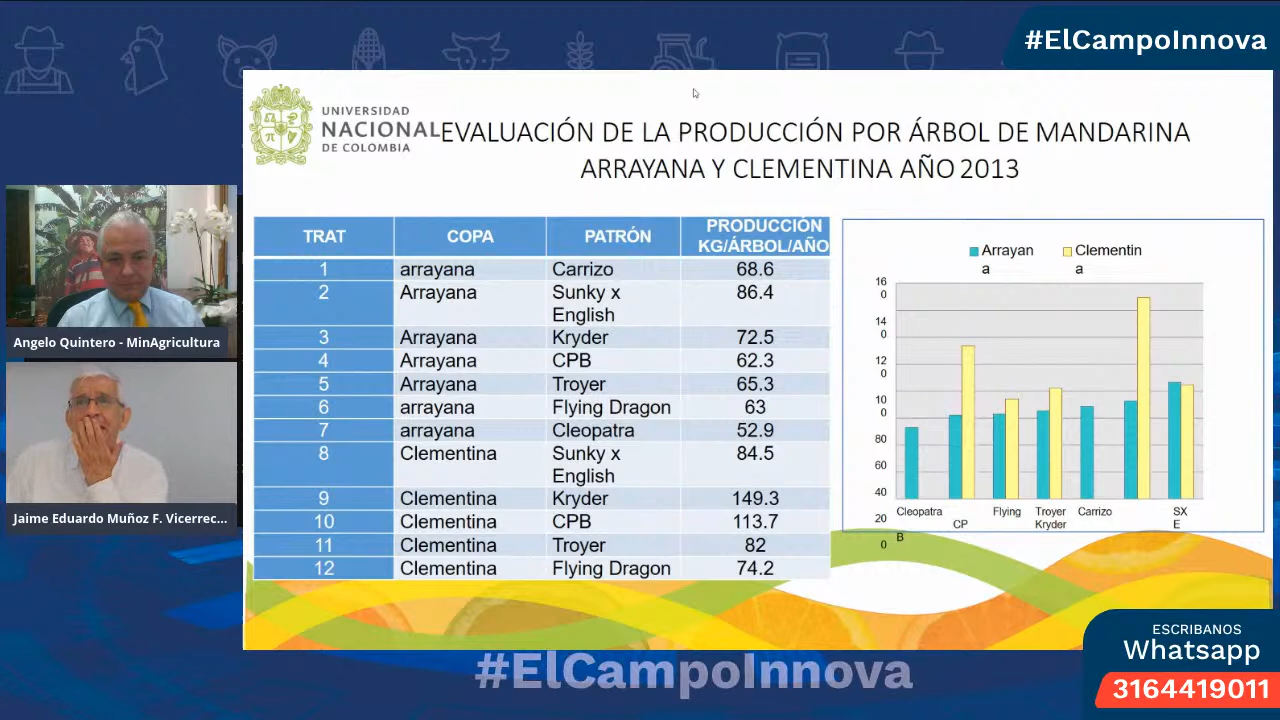 #ElCampoInnova
UNIVERSIDAD
NACIONAL
DE COLOMBIA
EVALUACIÓN DE LA PRODUCCIÓN POR ÁRBOL DE MANDARINA
ARRAYANA Y CLEMENTINA AÑO 2013
TRAT COPA PATRÓN PRODUCCIÓN KG/ÁRBOL/AÑO
1 arrayana Carrizo 68.6
2 Arrayana Sunky x English 86.4
3 Arrayana Kryder 72.5
4 Arrayana CPB 62.3
5 Arrayana Troyer 65.3
6 arrayana Flying Dragon 63
7 arrayana Cleopatra 52.9
8 Clementina Sunky x English 84.5
9 Clementina Kryder 149.3
10 Clementina CPB 113.7
11 Clementina Troyer 82
12 Clementina Flying Dragon 74.2
Arrayan
a
Clementin
a
16
0
14
0
12
0
10
0
80
60
40
20
0
Cleopatra
CP
B
Flying
Troyer
Kryder
Carrizo
SX
E
Angelo Quintero - MinAgricultura
Jaime Eduardo Muñoz F. Vicerrec...
#ElCampoInnova
ESCRIBANOS
Whatsapp
3164419011